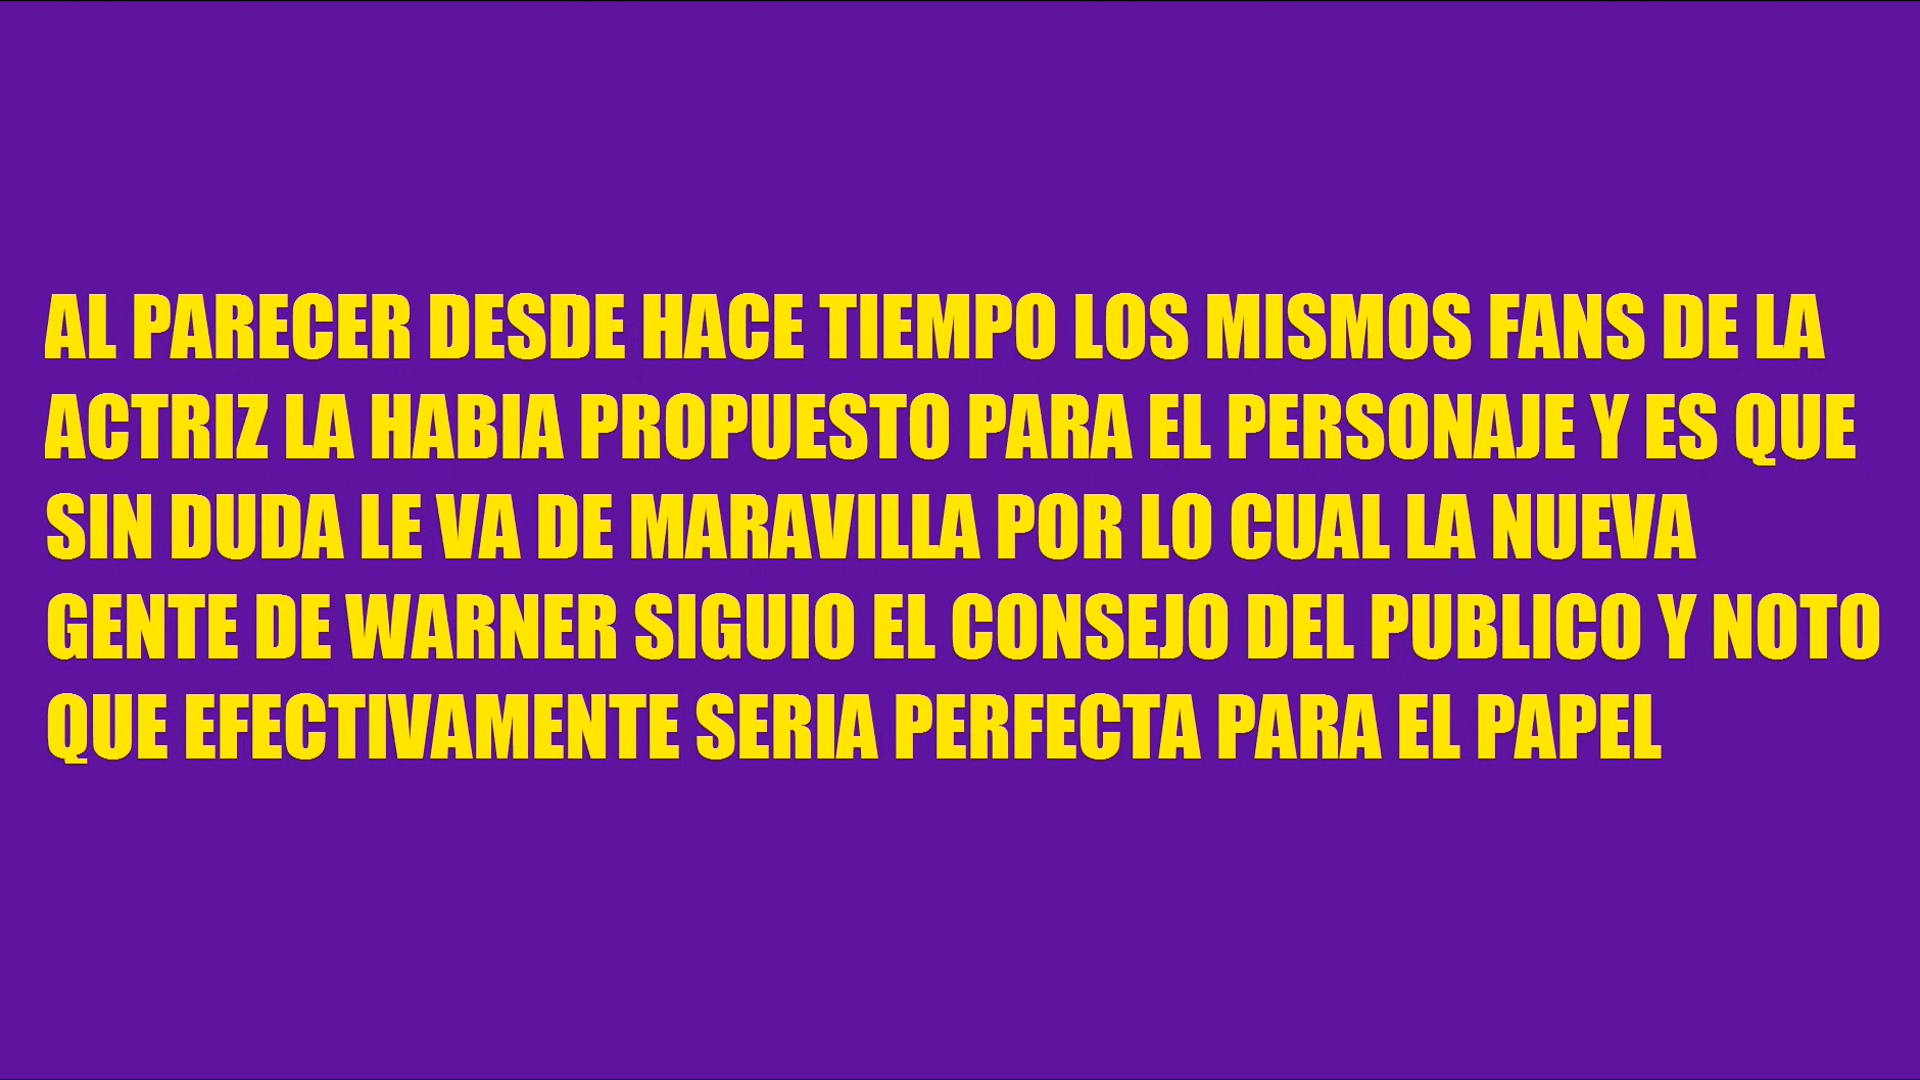 AL PARECER DESDE HACE TIEMPO LOS MISMOS FANS DE LA
ACTRIZ LA HABIA PROPUESTO PARA EL PERSONAJE Y ES QUE
SIN DUDA LE VA DE MARAVILLA POR LO CUAL LA NUEVA
GENTE DE WARNER SIGUIO EL CONSEJO DEL PUBLICO Y NOTO
QUE EFECTIVAMENTE SERIA PERFECTA PARA EL PAPEL